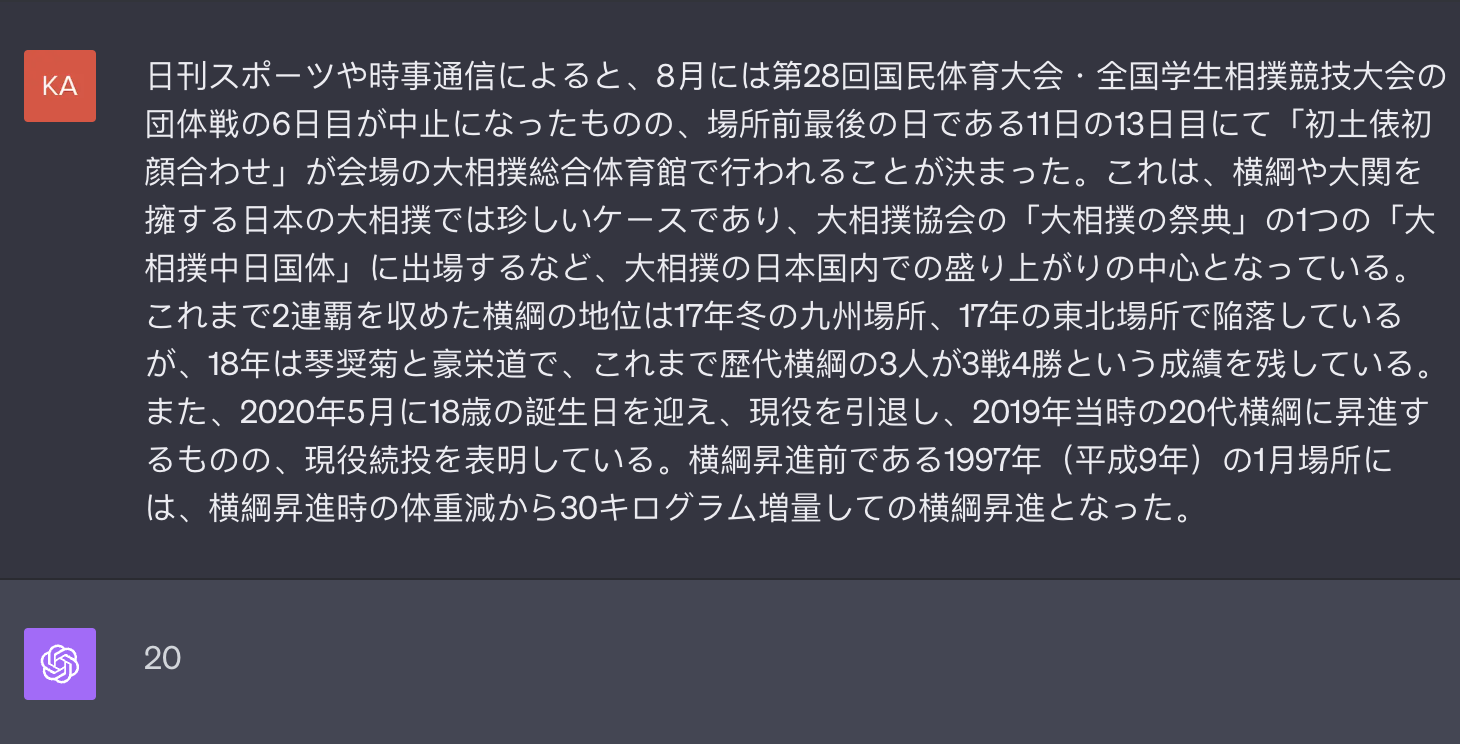 KA
日刊スポーツや時事通信によると、8月には第28回国民体育大会・全国学生相撲競技大会の
団体戦の6日目が中止になったものの、場所前最後の日である11日の13日目にて「初土俵初
顔合わせ」が会場の大相撲総合体育館で行われることが決まった。これは、横綱や大関を
擁する日本の大相撲では珍しいケースであり、大相撲協会の「大相撲の祭典」の1つの「大
相撲中日国体」に出場するなど、大相撲の日本国内での盛り上がりの中心となっている。
これまで2連覇を収めた横綱の地位は17年冬の九州場所、17年の東北場所で陥落している
が、18年は琴奨菊と豪栄道で、これまで歴代横綱の3人が3戦4勝という成績を残している。
また、2020年5月に18歳の誕生日を迎え、現役を引退し、2019年当時の20代横綱に昇進す
るものの、現役続投を表明している。横綱昇進前である1997年（平成9年）の1月場所に
は、横綱昇進時の体重減から30キログラム増量しての横綱昇進となった。
20